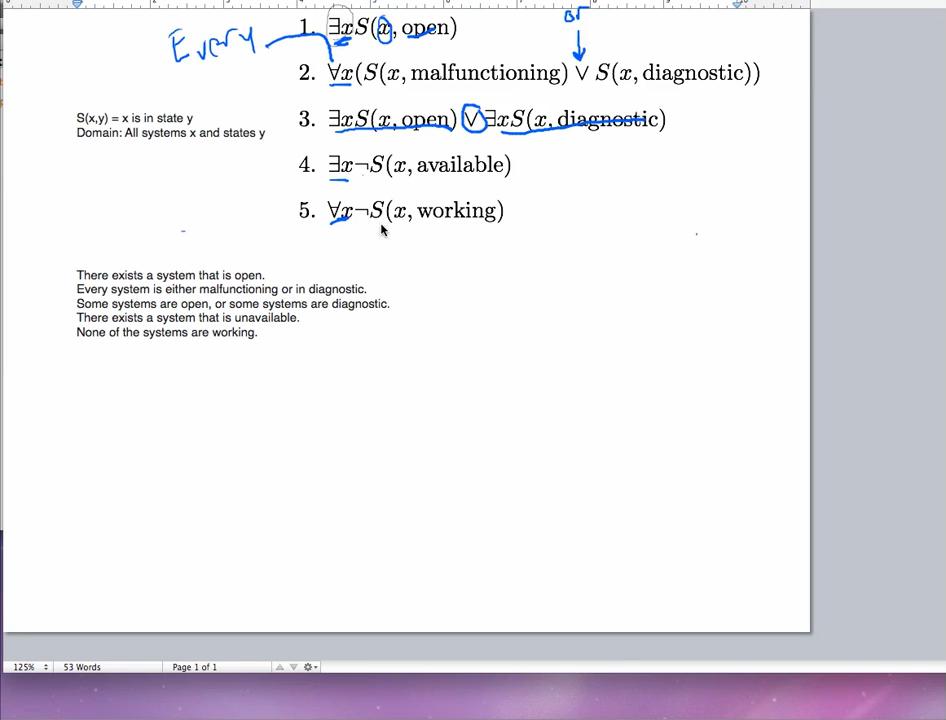 or
1. ∃xS(x, open)
Every
2. ∀x(S(x, malfunctioning) ∨ S(x, diagnostic))
S(x,y) = x is in state y
Domain: All systems x and states y
3. ∃xS(x, open) ∨ ∃xS(x, diagnostic)
4. ∃x¬S(x, available)
5. ∀x¬S(x, working)
There exists a system that is open.
Every system is either malfunctioning or in diagnostic.
Some systems are open, or some systems are diagnostic.
There exists a system that is unavailable.
None of the systems are working.
125% 53 Words Page 1 of 1